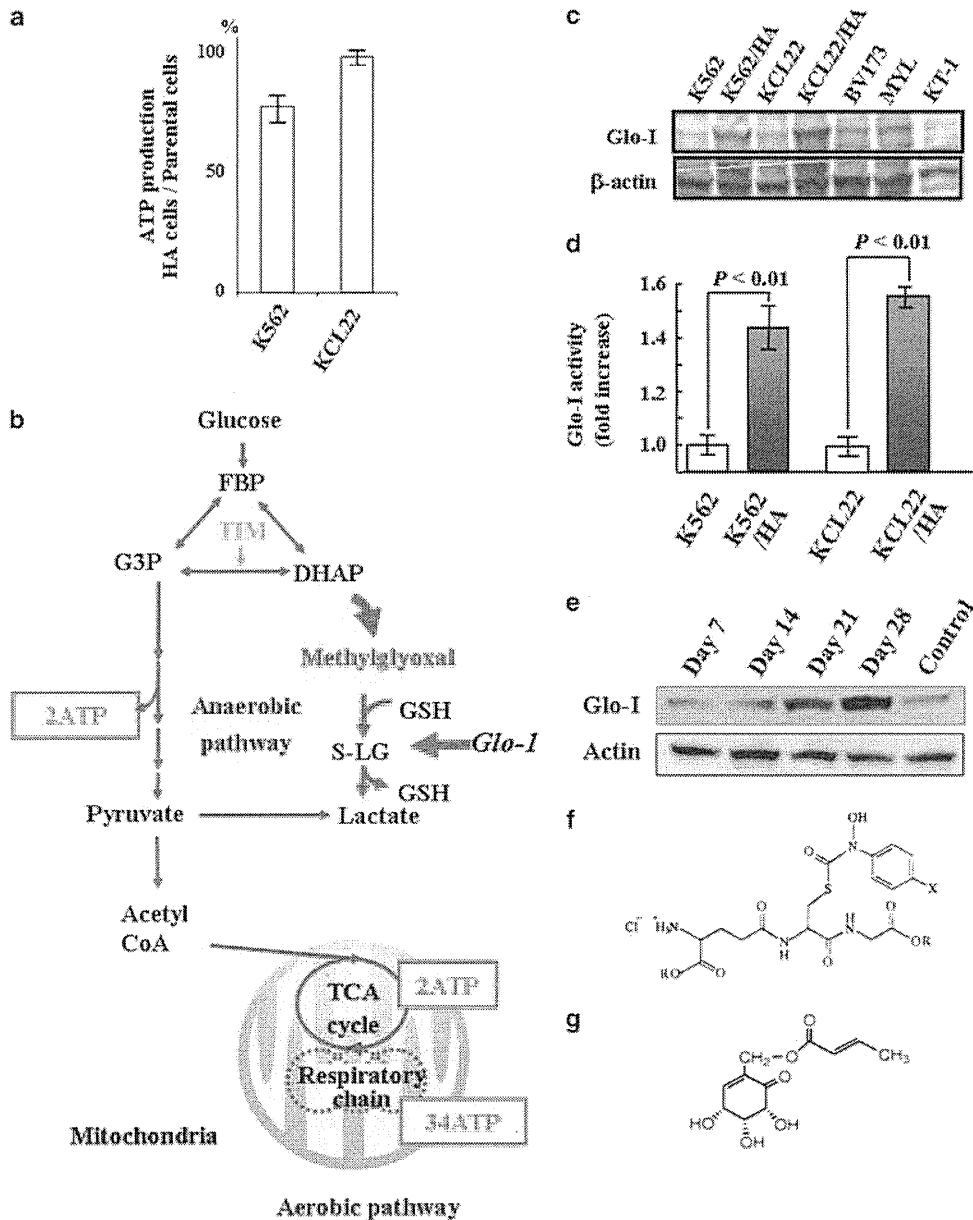 a
%
100
50
0
ATP production
HA cells / Parental cells
K562
KCL22
b
Glucose
FBP
TIM
G3P
DHAP
Methylglyoxal
2ATP
Anaerobic
pathway
GSH
S-LG
Glo-1
GSH
Pyruvate
Lactate
Acetyl
CoA
TCA
cycle
2ATP
Respiratory
chain
34ATP
Mitochondria
Aerobic pathway
c
K562
K562/HA
KCL22
KCL22/HA
BV173
MYL
KT-1
Glo-I
β-actin
d
P < 0.01
P < 0.01
1.6
1.4
1.2
1.0
Glo-I activity
(fold increase)
K562
K562
/HA
KCL22
KCL22
/HA
e
Day 7
Day 14
Day 21
Day 28
Control
Glo-I
Actin
f
OH
O
N
S
X
O
O
Cl⁻
⁺H₃N
N
H
H
N
OR
O
RO
O
g
O
CH₂
O
CH₃
O
HO
HO
OH